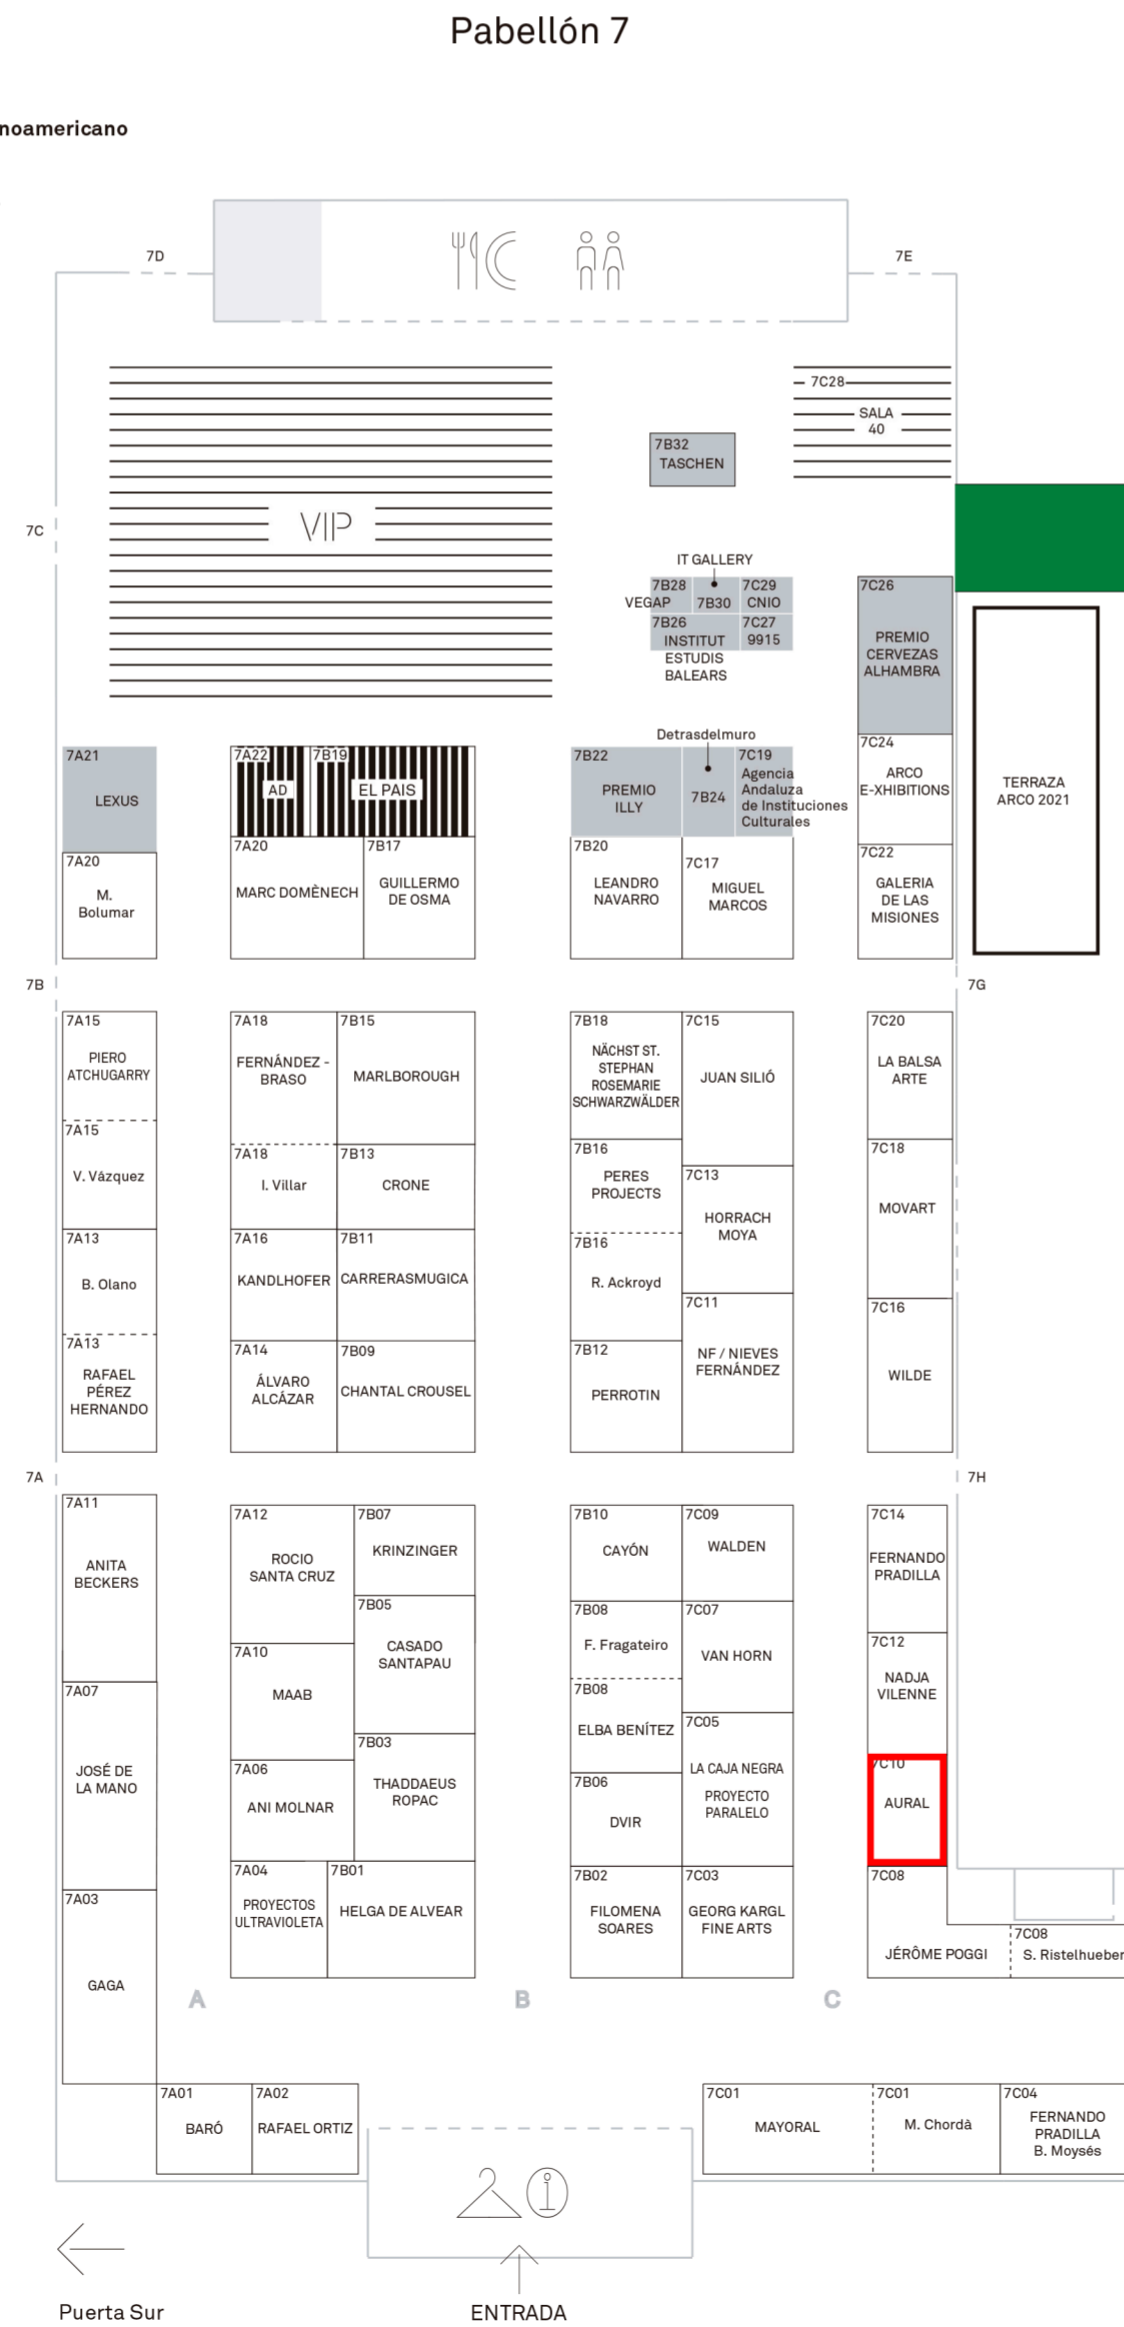 Pabellón 7
noamericano
7D
7E
7C28
SALA
40
7B32
TASCHEN
VIP
7C
IT GALLERY
7B28
VEGAP
7B30
7C29
CNIO
7B26
INSTITUT
ESTUDIS
BALEARS
7C27
9915
7C26
PREMIO
CERVEZAS
ALHAMBRA
TERRAZA
ARCO 2021
7A21
LEXUS
7A22
AD
7B19
EL PAIS
Detrasdelmuro
7B22
PREMIO
ILLY
7B24
7C19
Agencia
Andaluza
de Instituciones
Culturales
7C24
ARCO
E-XHIBITIONS
7A20
M.
Bolumar
7A20
MARC DOMÈNECH
7B17
GUILLERMO
DE OSMA
7B20
LEANDRO
NAVARRO
7C17
MIGUEL
MARCOS
7C22
GALERIA
DE LAS
MISIONES
7B
7G
7A15
PIERO
ATCHUGARRY
7A15
V. Vázquez
7A13
B. Olano
7A13
RAFAEL
PÉREZ
HERNANDO
7A18
FERNÁNDEZ -
BRASO
7A18
I. Villar
7A16
KANDLHOFER
7A14
ÁLVARO
ALCÁZAR
7B15
MARLBOROUGH
7B13
CRONE
7B11
CARRERASMUGICA
7B09
CHANTAL CROUSEL
7B18
NÄCHST ST.
STEPHAN
ROSEMARIE
SCHWARZWÄLDER
7B16
PERES
PROJECTS
7B16
R. Ackroyd
7B12
PERROTIN
7C15
JUAN SILIÓ
7C13
HORRACH
MOYA
7C11
NF / NIEVES
FERNÁNDEZ
7C20
LA BALSA
ARTE
7C18
MOVART
7C16
WILDE
7A
7H
7A11
ANITA
BECKERS
7A07
JOSÉ DE
LA MANO
7A03
GAGA
7A12
ROCIO
SANTA CRUZ
7A10
MAAB
7A06
ANI MOLNAR
7A04
PROYECTOS
ULTRAVIOLETA
7B07
KRINZINGER
7B05
CASADO
SANTAPAU
7B03
THADDAEUS
ROPAC
7B01
HELGA DE ALVEAR
7B10
CAYÓN
7B08
F. Fragateiro
7B08
ELBA BENÍTEZ
7B06
DVIR
7B02
FILOMENA
SOARES
7C09
WALDEN
7C07
VAN HORN
7C05
LA CAJA NEGRA
PROYECTO
PARALELO
7C03
GEORG KARGL
FINE ARTS
7C14
FERNANDO
PRADILLA
7C12
NADJA
VILENNE
7C10
AURAL
7C08
JÉRÔME POGGI
7C08
S. Ristelhueber
A
B
C
7A01
BARÓ
7A02
RAFAEL ORTIZ
7C01
MAYORAL
7C01
M. Chordà
7C04
FERNANDO
PRADILLA
B. Moysés
Puerta Sur
ENTRADA